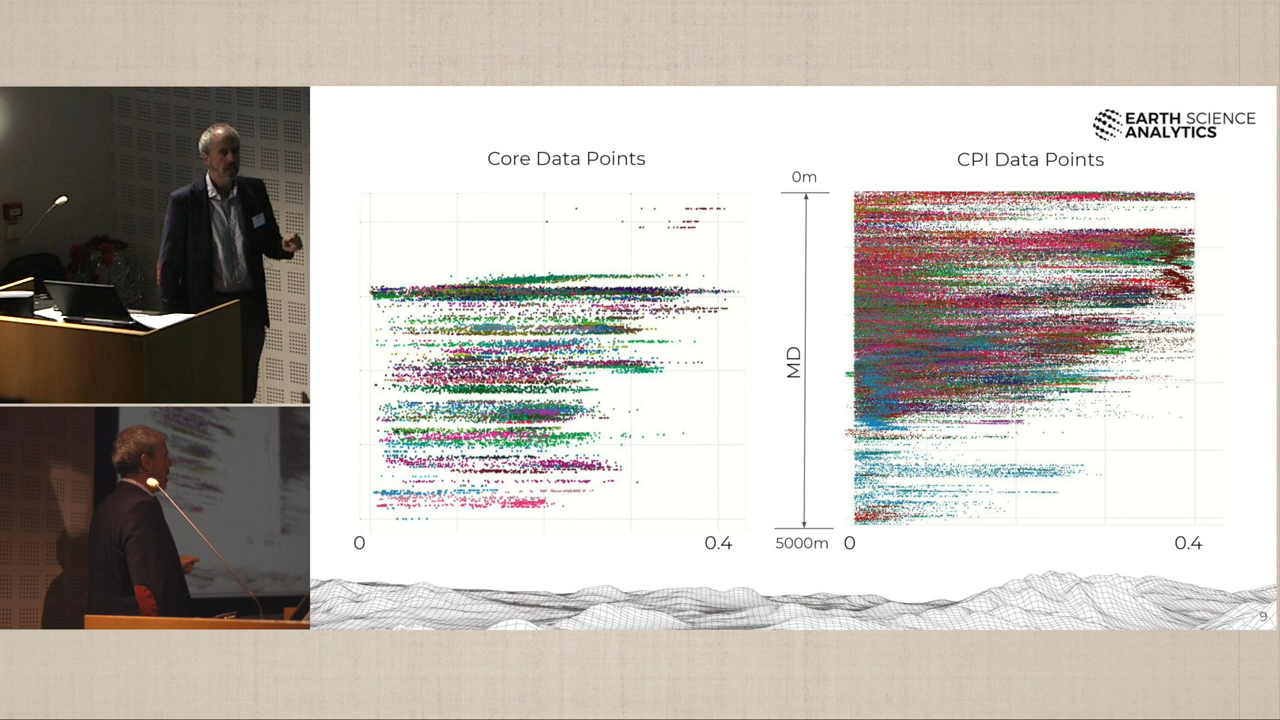 EARTH SCIENCE
ANALYTICS
Core Data Points
CPI Data Points
0m
MD
5000m
0
0.4
0
0.4
9